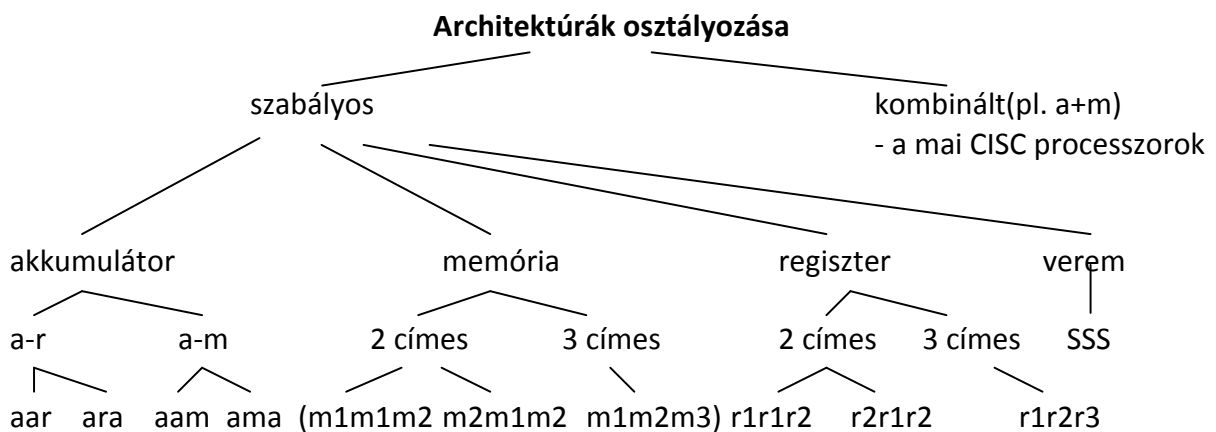 Architektúrák osztályozása
szabályos kombinált(pl. a+m)
- a mai CISC processzorok
akkumulátor memória regiszter verem
a-r a-m 2 címes 3 címes 2 címes 3 címes SSS
aar ara aam ama (m1m1m2 m2m1m2 m1m2m3) r1r1r2 r2r1r2 r1r2r3